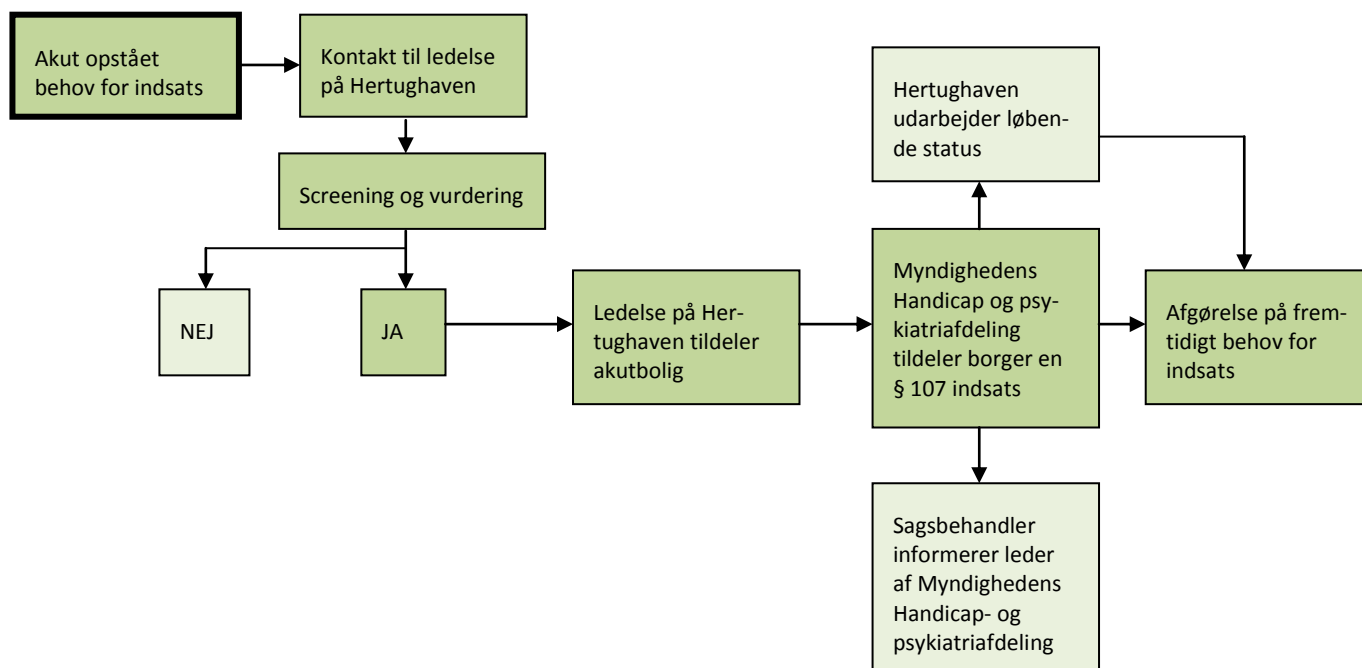 Akut opstået
behov for indsats
Kontakt til ledelse
på Hertughaven
Screening og vurdering
NEJ
JA
Ledelse på Her-
tughaven tildeler
akutbolig
Myndighedens
Handicap og psy-
kiatriafdeling
tildeler borger en
§ 107 indsats
Hertughaven
udarbejder løben-
de status
Afgørelse på frem-
tidigt behov for
indsats
Sagsbehandler
informerer leder
af Myndighedens
Handicap- og
psykiatriafdeling